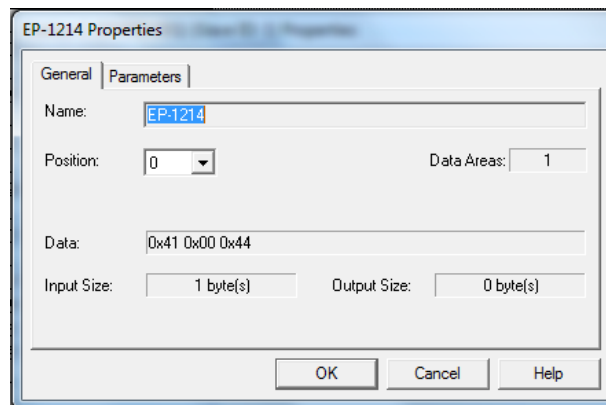 EP-1214 Properties
General Parameters
Name: EP-1214
Position: 0 Data Areas: 1
Data: 0x41 0x00 0x44
Input Size: 1 byte(s) Output Size: 0 byte(s)
OK Cancel Help